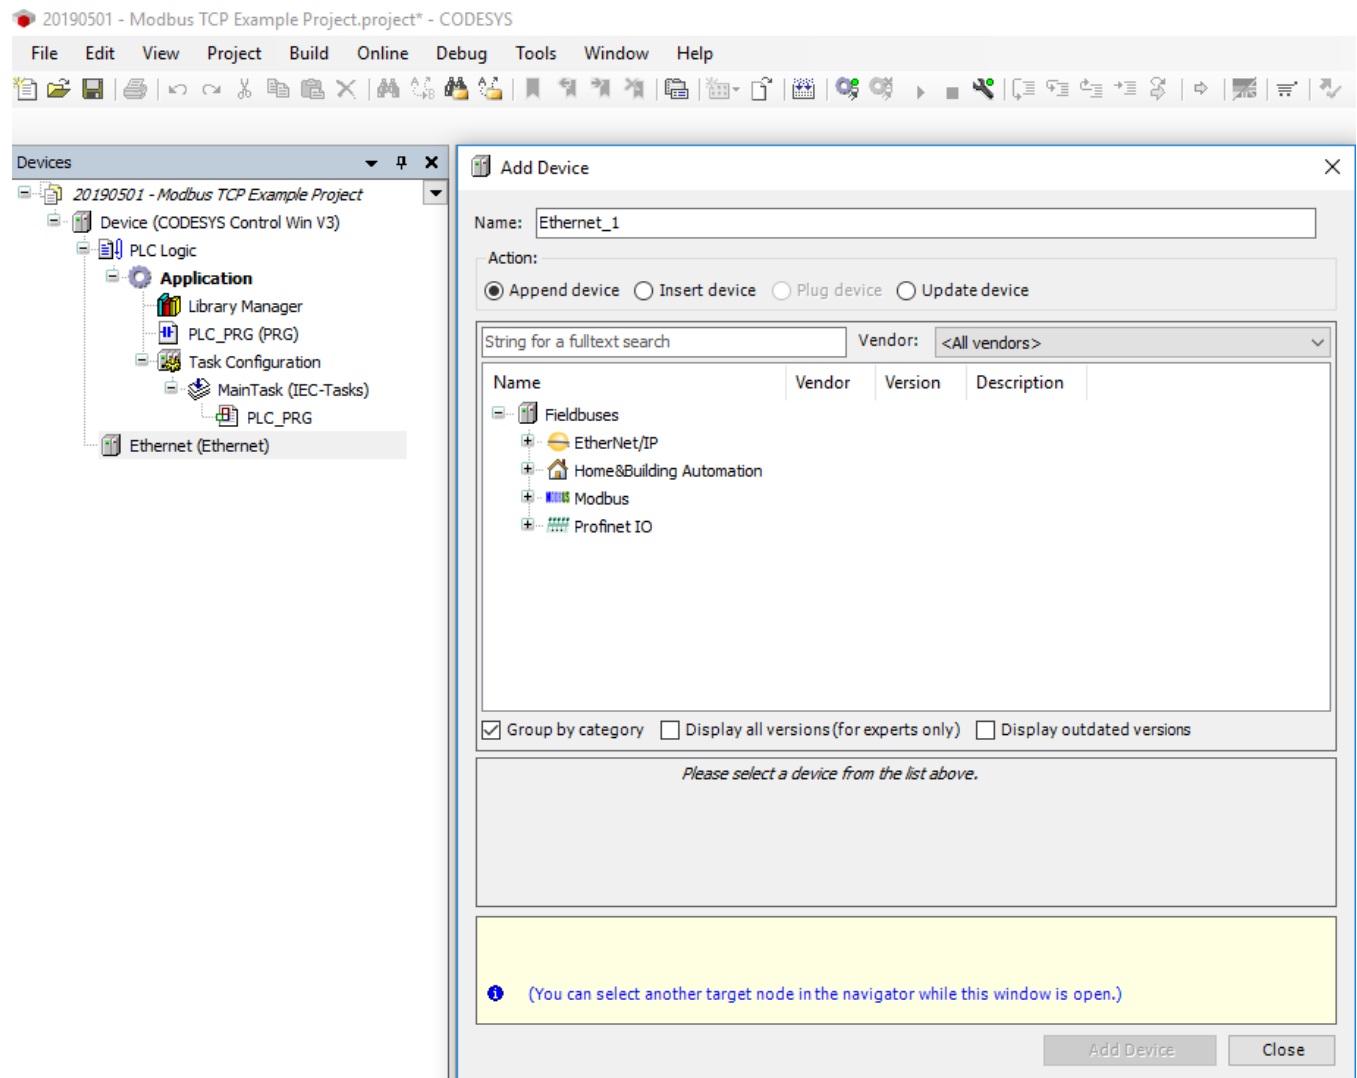 20190501 - Modbus TCP Example Project.project* - CODESYS
File Edit View Project Build Online Debug Tools Window Help
Devices
20190501 - Modbus TCP Example Project
Device (CODESYS Control Win V3)
PLC Logic
Application
Library Manager
PLC_PRG (PRG)
Task Configuration
MainTask (IEC-Tasks)
PLC_PRG
Ethernet (Ethernet)
Add Device
Name: Ethernet_1
Action:
Append device Insert device Plug device Update device
String for a fulltext search Vendor: <All vendors>
Name Vendor Version Description
Fieldbuses
EtherNet/IP
Home&Building Automation
MODBUS Modbus
Profinet IO
Group by category Display all versions (for experts only) Display outdated versions
Please select a device from the list above.
(You can select another target node in the navigator while this window is open.)
Add Device Close